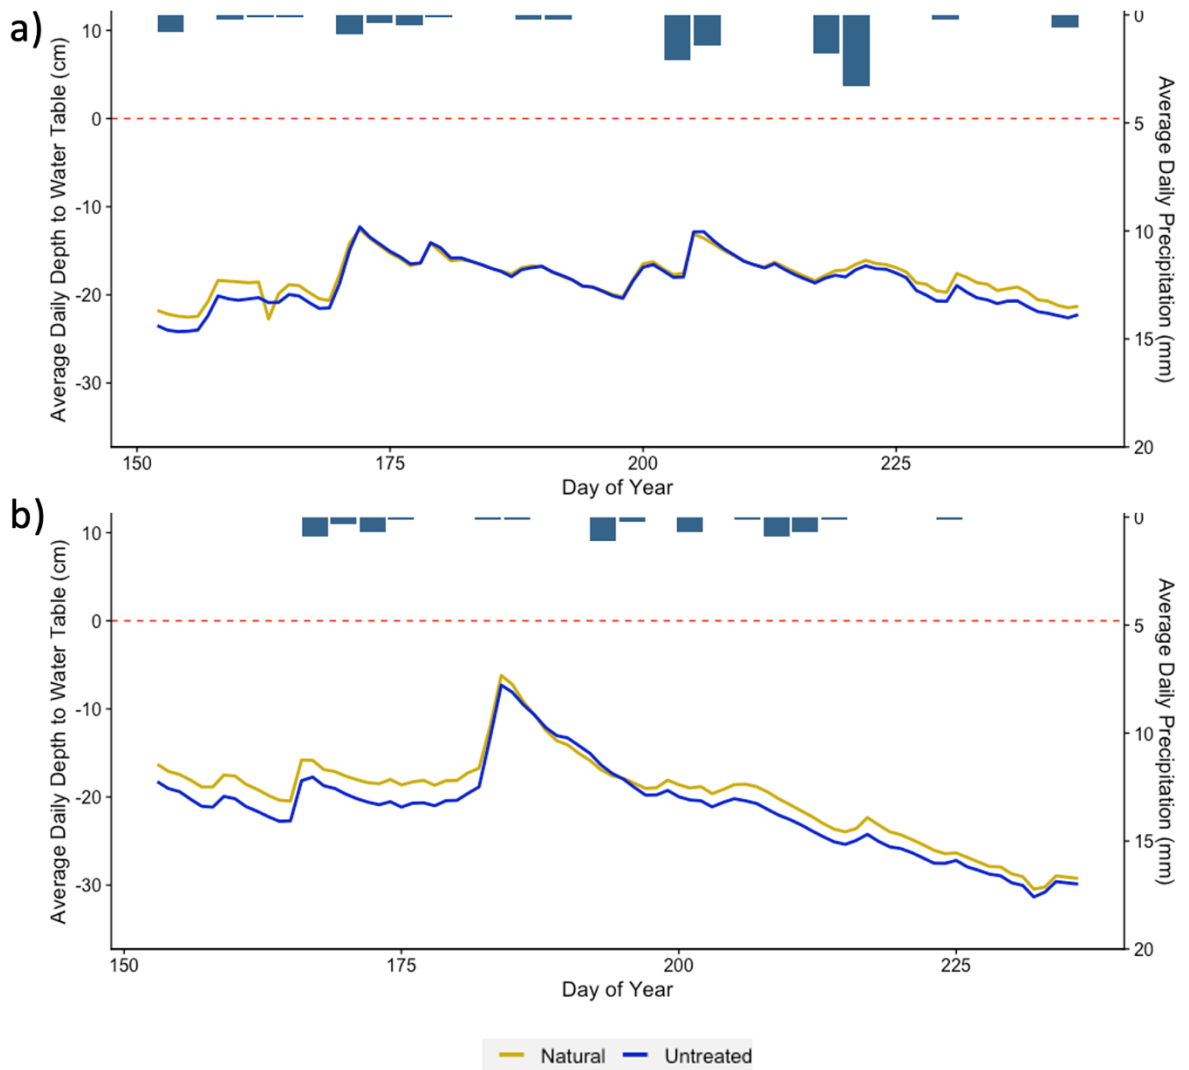 a)
Average Daily Depth to Water Table (cm)
10
0
-10
-20
-30
0
5
10
15
20
Average Daily Precipitation (mm)
150 175 200 225
Day of Year
b)
Average Daily Depth to Water Table (cm)
10
0
-10
-20
-30
0
5
10
15
20
Average Daily Precipitation (mm)
150 175 200 225
Day of Year
Natural Untreated